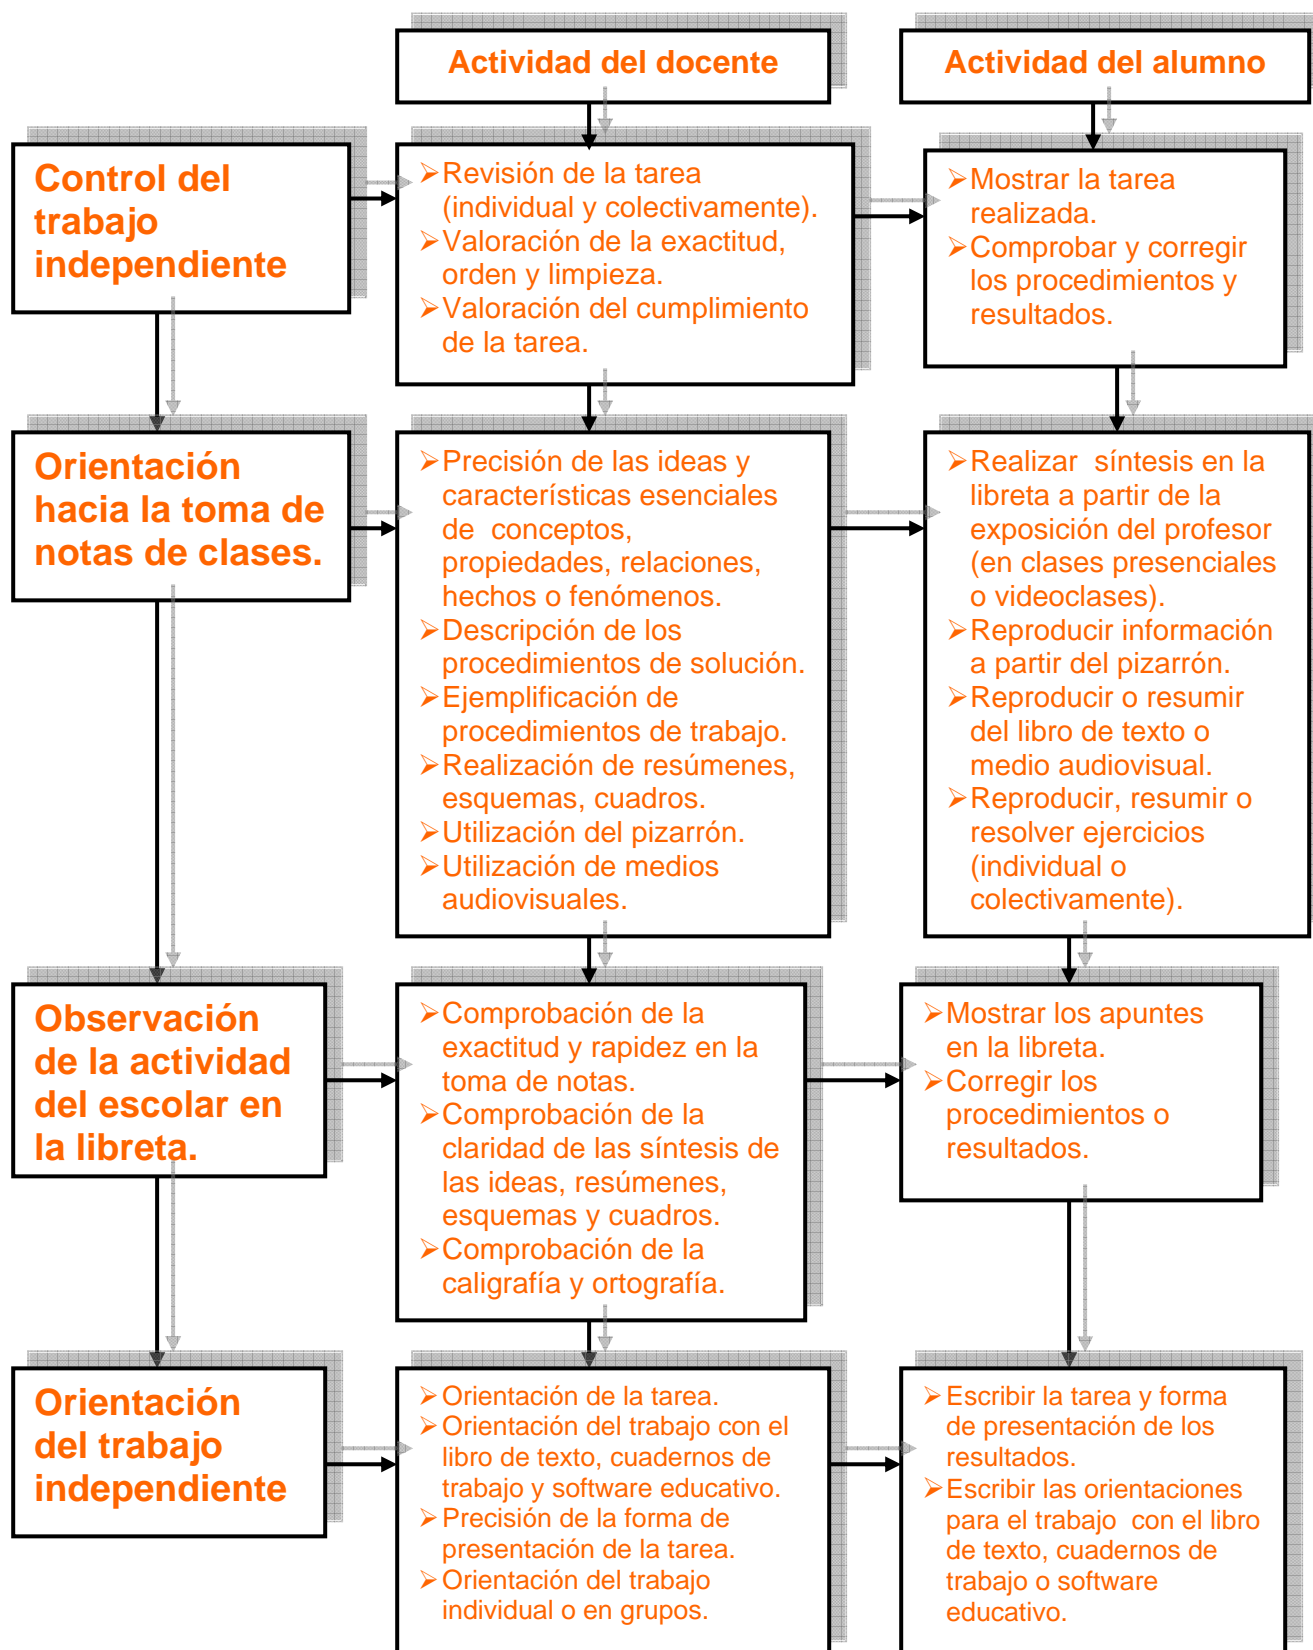 Actividad del docente
Actividad del alumno
Control del
trabajo
independiente
➢Revisión de la tarea
(individual y colectivamente).
➢Valoración de la exactitud,
orden y limpieza.
➢Valoración del cumplimiento
de la tarea.
➢Mostrar la tarea
realizada.
➢Comprobar y corregir
los procedimientos y
resultados.
Orientación
hacia la toma de
notas de clases.
➢Precisión de las ideas y
características esenciales
de conceptos,
propiedades, relaciones,
hechos o fenómenos.
➢Descripción de los
procedimientos de solución.
➢Ejemplificación de
procedimientos de trabajo.
➢Realización de resúmenes,
esquemas, cuadros.
➢Utilización del pizarrón.
➢Utilización de medios
audiovisuales.
➢Realizar síntesis en la
libreta a partir de la
exposición del profesor
(en clases presenciales
o videoclases).
➢Reproducir información
a partir del pizarrón.
➢Reproducir o resumir
del libro de texto o
medio audiovisual.
➢Reproducir, resumir o
resolver ejercicios
(individual o
colectivamente).
Observación
de la actividad
del escolar en
la libreta.
➢Comprobación de la
exactitud y rapidez en la
toma de notas.
➢Comprobación de la
claridad de las síntesis de
las ideas, resúmenes,
esquemas y cuadros.
➢Comprobación de la
caligrafía y ortografía.
➢Mostrar los apuntes
en la libreta.
➢Corregir los
procedimientos o
resultados.
Orientación
del trabajo
independiente
➢Orientación de la tarea.
➢Orientación del trabajo con el
libro de texto, cuadernos de
trabajo y software educativo.
➢Precisión de la forma de
presentación de la tarea.
➢Orientación del trabajo
individual o en grupos.
➢Escribir la tarea y forma
de presentación de los
resultados.
➢Escribir las orientaciones
para el trabajo con el libro
de texto, cuadernos de
trabajo o software
educativo.